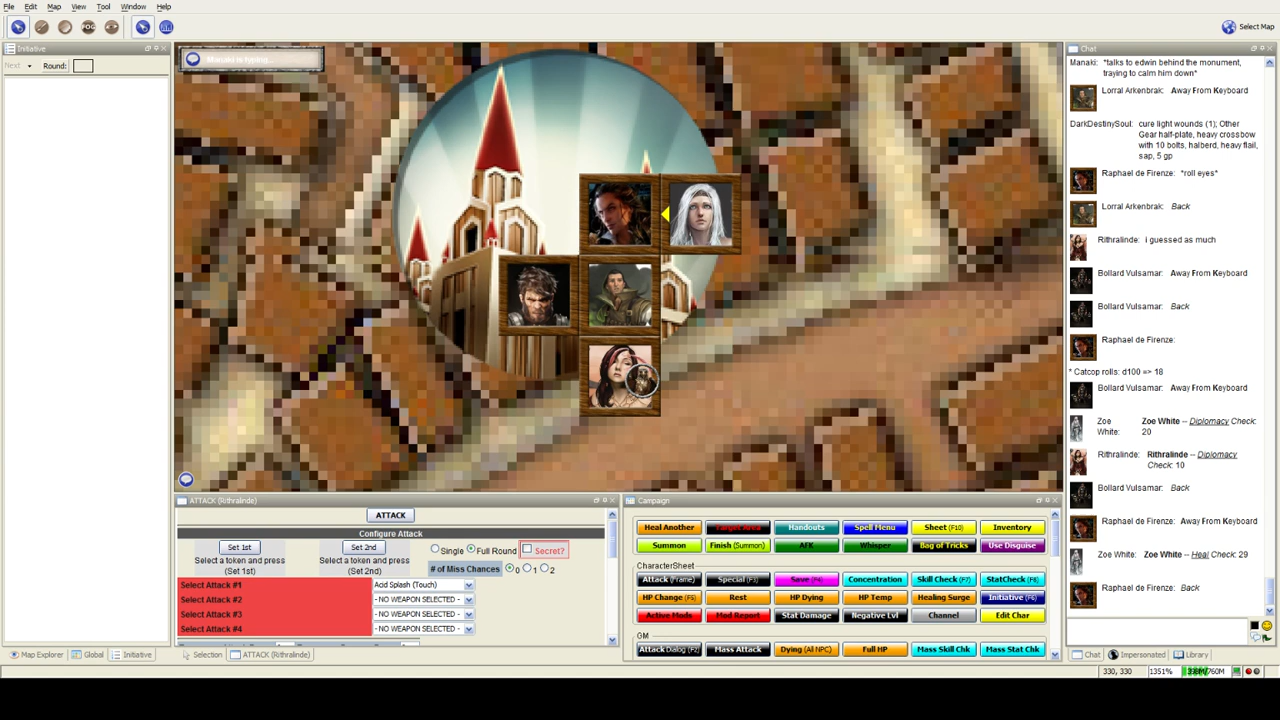 File Edit Map View Tool Window Help
FOG
Select Map
Initiative
Next Round:
Manaki is typing...
Chat
Manaki: *talks to edwin behind the monument,
traying to calm him down*
Lorral Arkenbrak: Away From Keyboard
DarkDestinySoul: cure light wounds (1); Other
Gear half-plate, heavy crossbow
with 10 bolts, halberd, heavy flail,
sap, 5 gp
Raphael de Firenze: *roll eyes*
Lorral Arkenbrak: Back
Rithralinde: i guessed as much
Bollard Vulsamar: Away From Keyboard
Bollard Vulsamar: Back
Raphael de Firenze:
* Catcop rolls: d100 => 18
Bollard Vulsamar: Away From Keyboard
Zoe Zoe White -- Diplomacy Check:
White: 20
Rithralinde: Rithralinde -- Diplomacy
Check: 10
Bollard Vulsamar: Back
Raphael de Firenze: Away From Keyboard
Zoe White: Zoe White -- Heal Check: 29
Raphael de Firenze: Back
ATTACK (Rithralinde)
ATTACK
Configure Attack
Set 1st Set 2nd Single Full Round Secret?
Select a token and press Select a token and press
(Set 1st) (Set 2nd) # of Miss Chances 0 1 2
Select Attack #1 Add Splash (Touch)
Select Attack #2 - NO WEAPON SELECTED -
Select Attack #3 - NO WEAPON SELECTED -
Select Attack #4 - NO WEAPON SELECTED -
Campaign
Heal Another Target Area Handouts Spell Menu Sheet (F10) Inventory
Summon Finish (Summon) AFK Whisper Bag of Tricks Use Disguise
CharacterSheet
Attack (Frame) Special (F3) Save (F4) Concentration Skill Check (F7) StatCheck (F8)
HP Change (F5) Rest HP Dying HP Temp Healing Surge Initiative (F6)
Active Mods Mod Report Stat Damage Negative Lvl Channel Edit Char
GM
Attack Dialog (F2) Mass Attack Dying (All NPC) Full HP Mass Skill Chk Mass Stat Chk
Map Explorer Global Initiative
Selection ATTACK (Rithralinde)
Chat Impersonated Library
330, 330 1351% 398M/760M